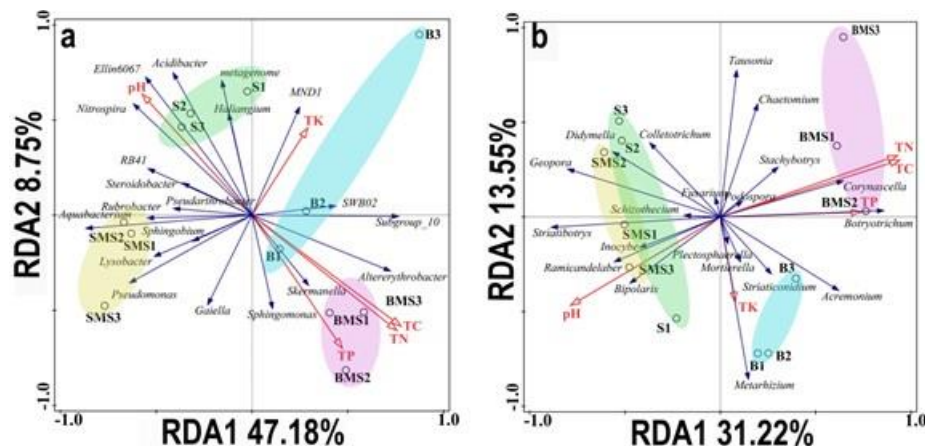 a
1.0
B3
Ellin6067
Acidibacter
metagenome
pH
S1
MND1
Nitrospira
S2
Haliangium
TK
S3
RB41
Steroidobacter
Pseudarthrobacter
Rubrobacter
B2
SWB02
Aquabacterium
Subgroup_10
SMS2
SMS1
Sphingobium
B1
Lysobacter
Altererythrobacter
Pseudomonas
Skermanella
SMS3
Gaiella
Sphingomonas
BMS3
BMS1
TC
TN
TP
BMS2
-1.0
-1.0
1.0
RDA1 47.18%
RDA2 8.75%
b
1.0
BMS3
Tausonia
Chaetomium
S3
Didymella
S2
Colletotrichum
BMS1
TN
SMS2
Stachybotrys
TC
Geopora
Fusarium
Podospora
Corynascella
BMS2
TP
Schizothecium
Botryotrichum
Striatibotrys
SMS1
Inocybe
Plectosphaerella
Ramicandelaber
SMS3
Mortierella
B3
Bipolaris
Striaticonidium
pH
TK
Acremonium
S1
B1
B2
Metarhizium
-1.0
-1.0
1.0
RDA1 31.22%
RDA2 13.55%